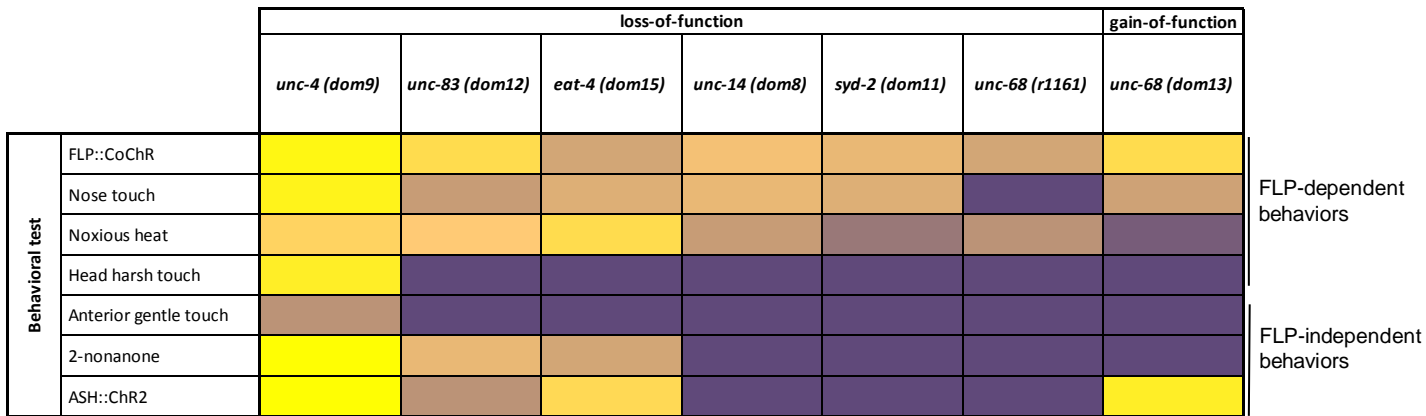 loss-of-function gain-of-function
unc-4 (dom9) unc-83 (dom12) eat-4 (dom15) unc-14 (dom8) syd-2 (dom11) unc-68 (r1161) unc-68 (dom13)
Behavioral test
FLP::CoChR
Nose touch
Noxious heat
Head harsh touch
Anterior gentle touch
2-nonanone
ASH::ChR2
FLP-dependent
behaviors
FLP-independent
behaviors